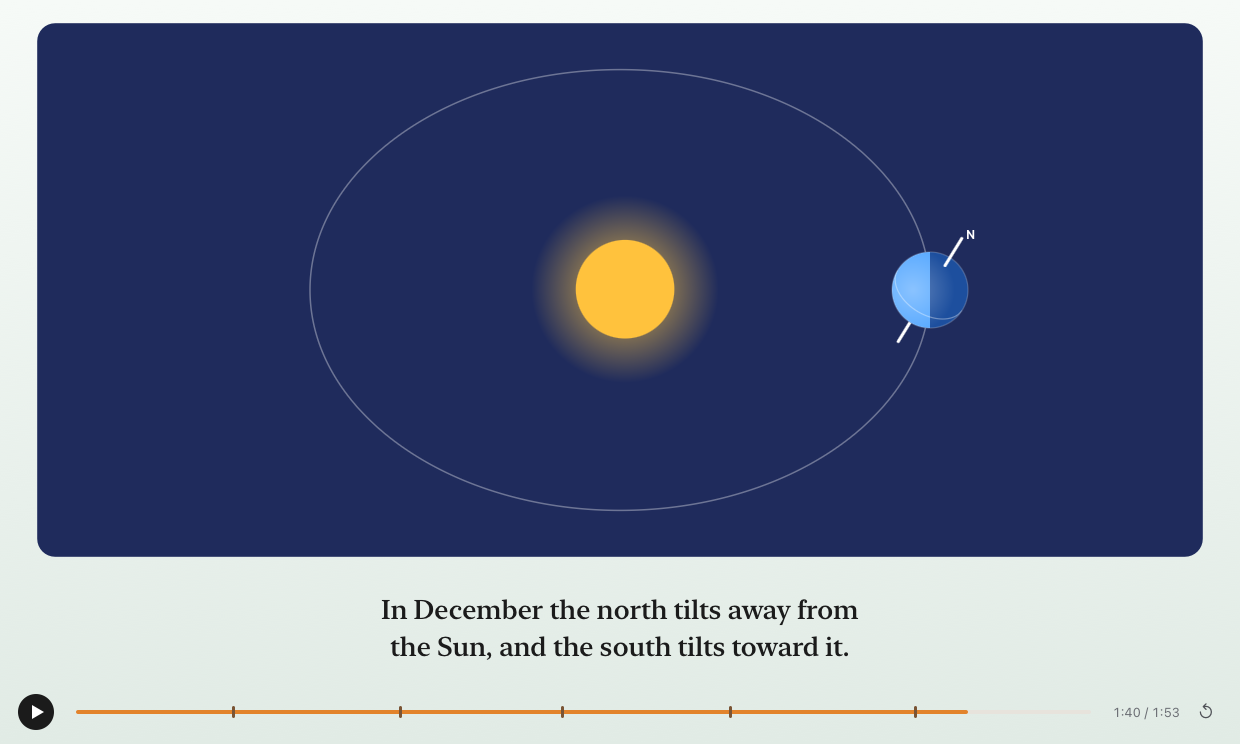 N
In December the north tilts away from
the Sun, and the south tilts toward it.
1:40 / 1:53